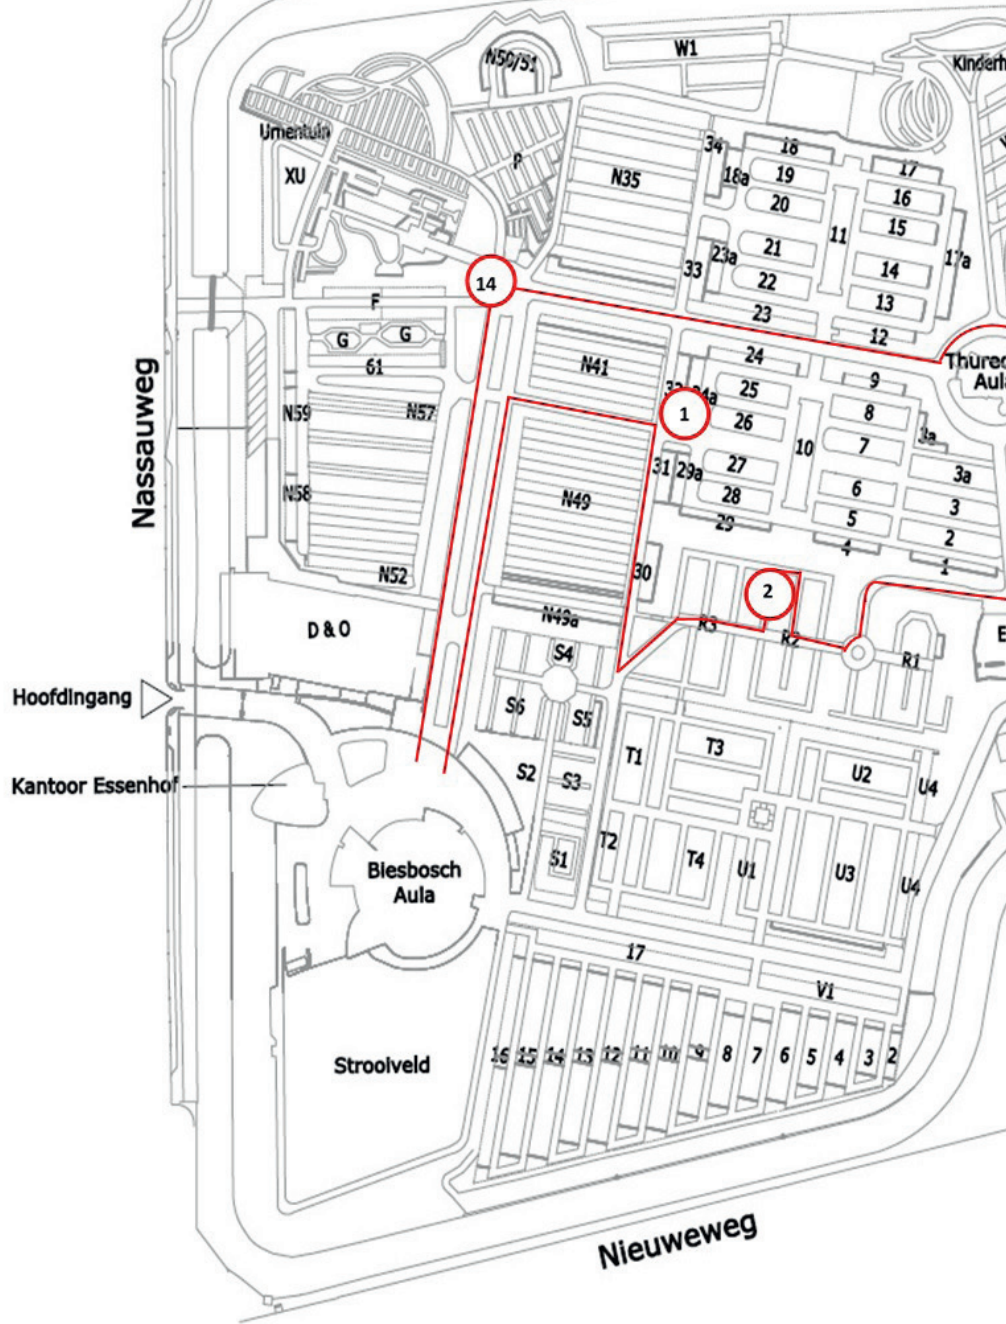 N50/51
W1
Kinderh
Urnentuin
XU
P
N35
34
18
18a
19
20
17
16
15
11
17a
33
23a
21
22
14
13
23
12
14
F
G
G
61
N41
24
Thured
Aula
N59
N57
25
9
8
1
26
3a
10
7
3a
Nassauweg
31
29a
27
28
6
3
N58
N49
5
2
29
4
1
N52
30
2
D & O
N49a
R3
R2
R1
E
S4
Hoofdingang
S6
S5
T1
T3
U2
U4
Kantoor Essenhof
S2
S3
T2
S1
T4
U1
U3
U4
Biesbosch
Aula
17
V1
Strooiveld
16
15
14
13
12
11
10
9
8
7
6
5
4
3
2
Nieuweweg